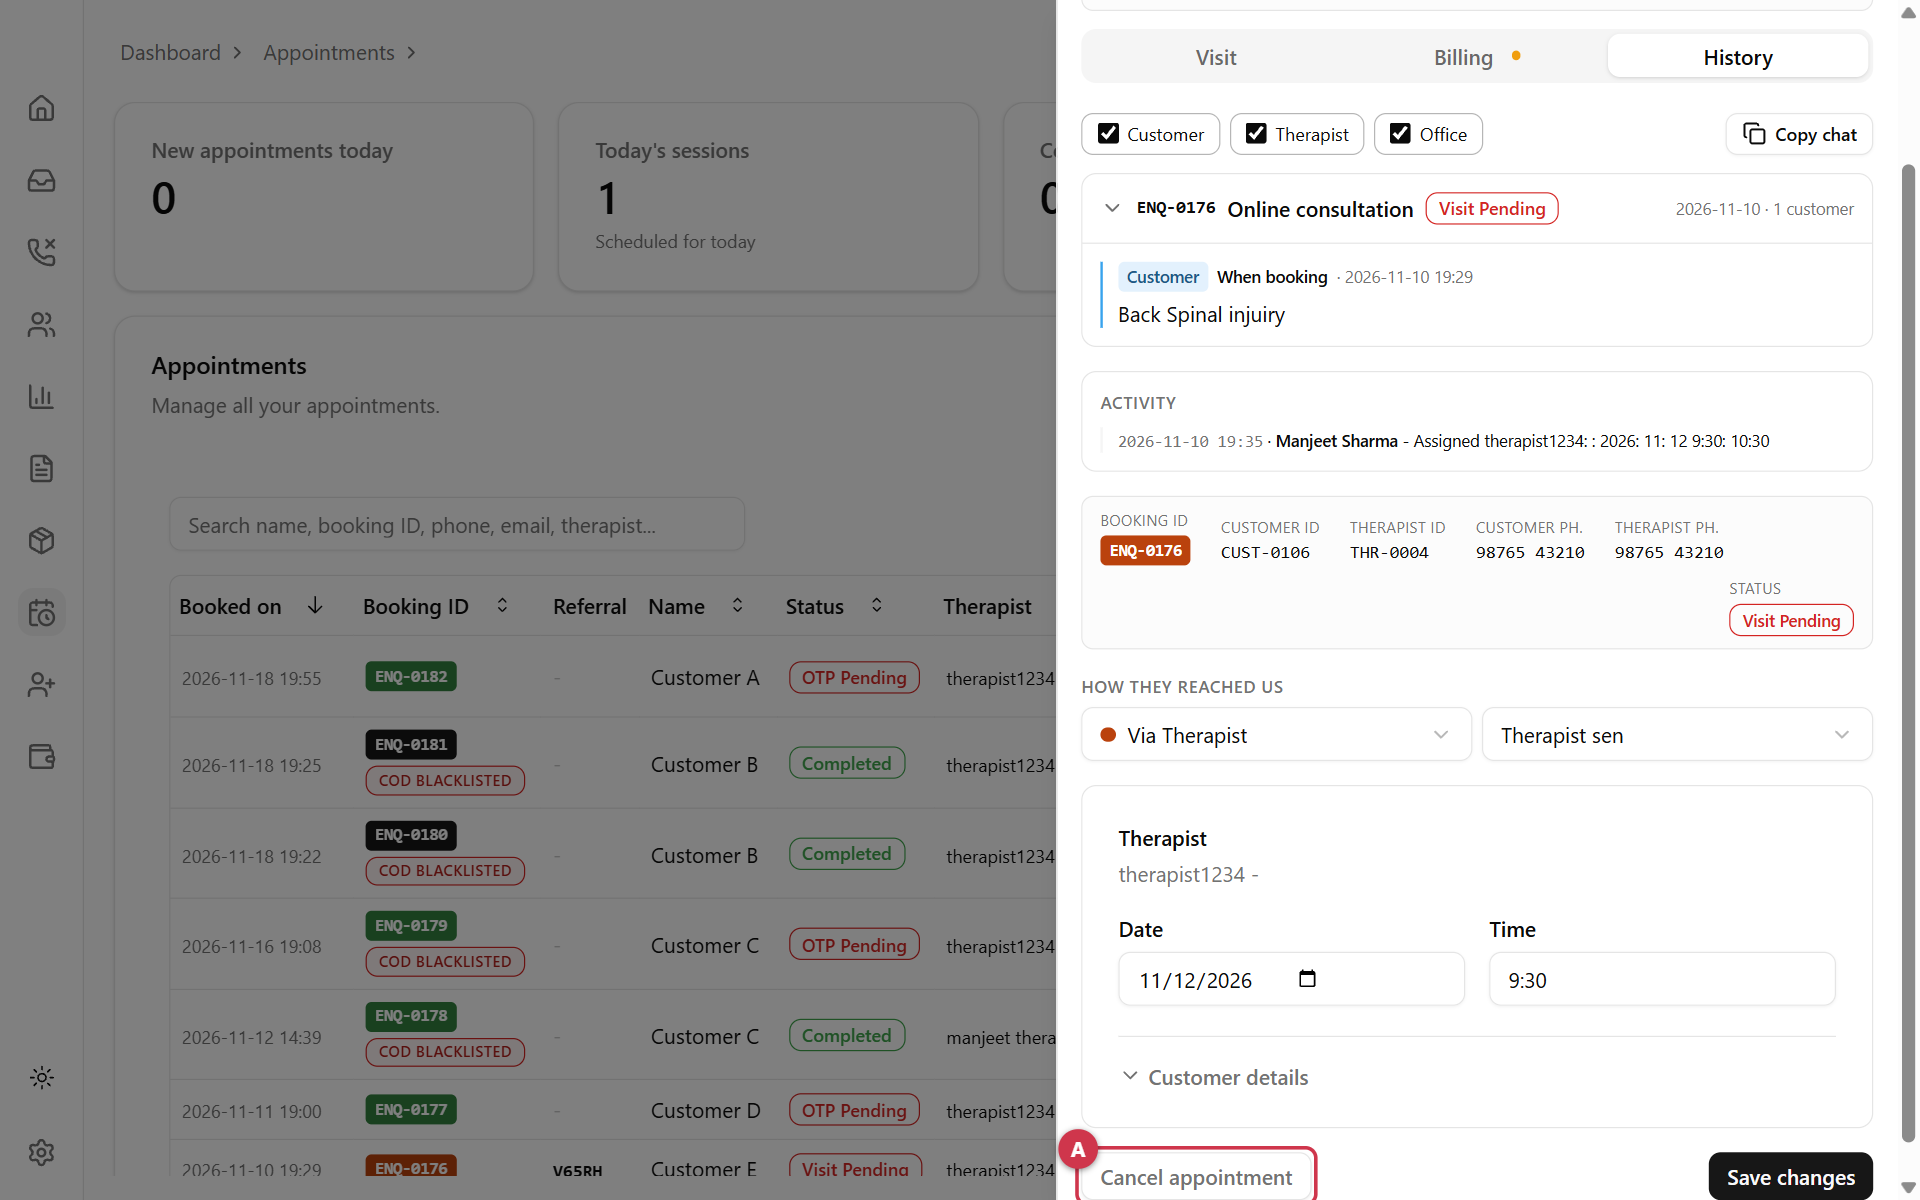 Dashboard
Appointments
New appointments today
0
Today's sessions
1
Scheduled for today
Appointments
Manage all your appointments.
Search name, booking ID, phone, email, therapist...
Booked on Booking ID Referral Name Status Therapist
2026-11-18 19:55 ENQ-0182 - Customer A OTP Pending therapist1234
2026-11-18 19:25 ENQ-0181 COD BLACKLISTED - Customer B Completed therapist1234
2026-11-18 19:22 ENQ-0180 COD BLACKLISTED - Customer B Completed therapist1234
2026-11-16 19:08 ENQ-0179 COD BLACKLISTED - Customer C OTP Pending therapist1234
2026-11-12 14:39 ENQ-0178 COD BLACKLISTED - Customer C Completed manjeet thera
2026-11-11 19:00 ENQ-0177 - Customer D OTP Pending therapist1234
2026-11-10 19:29 ENQ-0176 V65RH Customer E Visit Pending therapist1234
Visit Billing History
Customer Therapist Office Copy chat
ENQ-0176 Online consultation Visit Pending 2026-11-10 · 1 customer
Customer When booking · 2026-11-10 19:29
Back Spinal injuiry
ACTIVITY
2026-11-10 19:35 · Manjeet Sharma - Assigned therapist1234: : 2026: 11: 12 9:30: 10:30
BOOKING ID CUSTOMER ID THERAPIST ID CUSTOMER PH. THERAPIST PH.
ENQ-0176 CUST-0106 THR-0004 98765 43210 98765 43210
STATUS
Visit Pending
HOW THEY REACHED US
Via Therapist
Therapist sen
Therapist
therapist1234 -
Date Time
11/12/2026 9:30
Customer details
A
Cancel appointment
Save changes